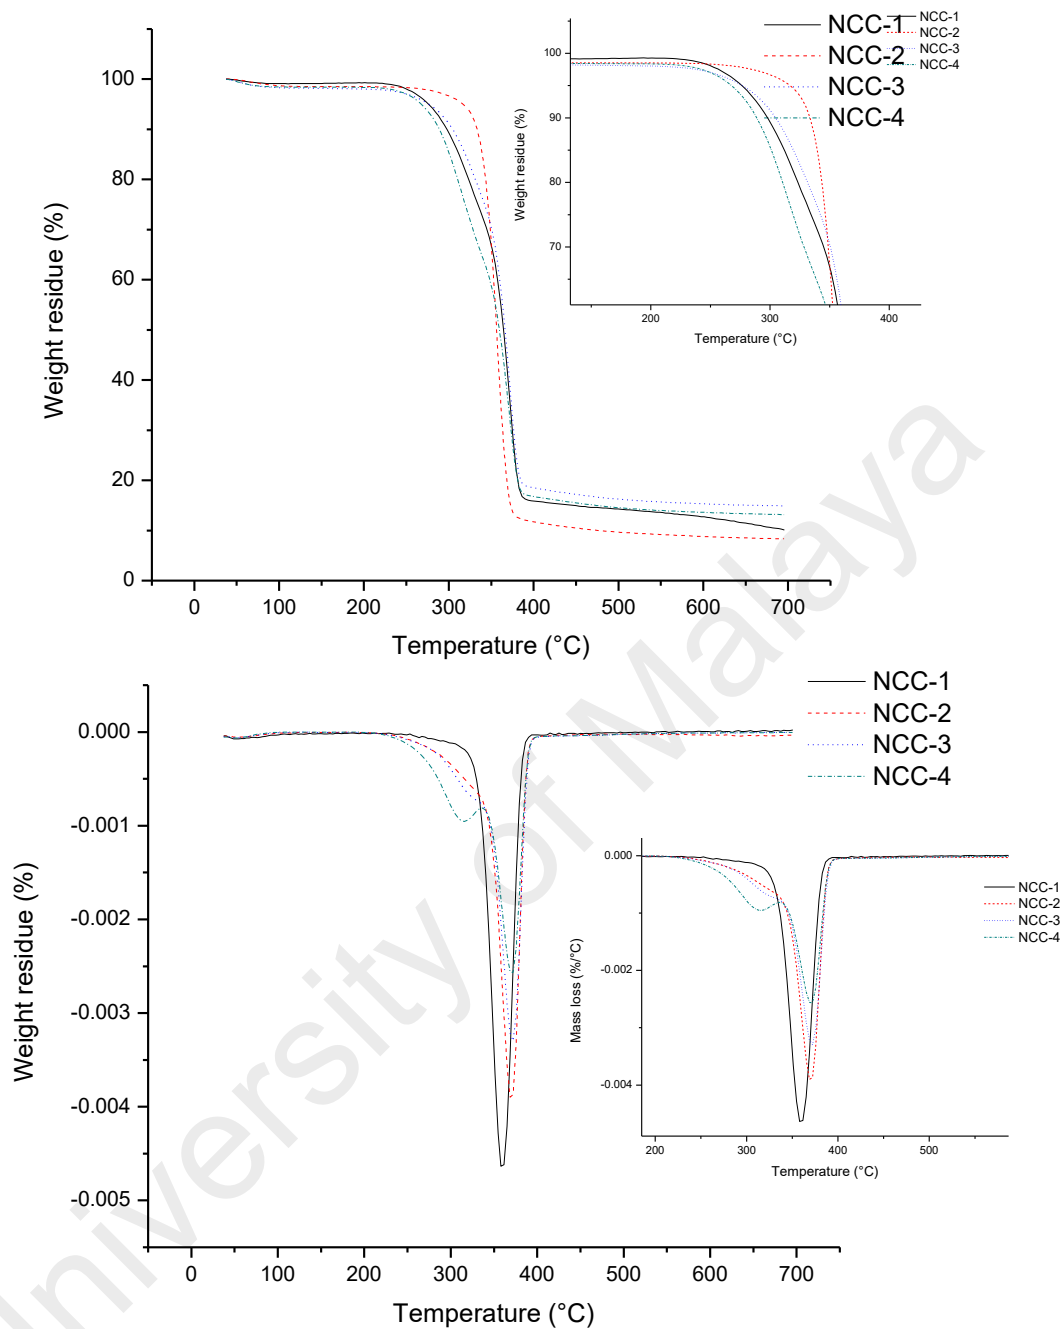 NCC-1
NCC-2
NCC-3
NCC-4
NCC-1
NCC-2
NCC-3
NCC-4
100
80
60
40
20
0
Weight residue (%)
0 100 200 300 400 500 600 700
Temperature (°C)
100
90
80
70
Weight residue (%)
200 300 400
Temperature (°C)
NCC-1
NCC-2
NCC-3
NCC-4
0.000
-0.001
-0.002
-0.003
-0.004
-0.005
Weight residue (%)
0 100 200 300 400 500 600 700
Temperature (°C)
0.000
-0.002
-0.004
Mass loss (%/°C)
200 300 400 500
Temperature (°C)
NCC-1
NCC-2
NCC-3
NCC-4
University of Malaya